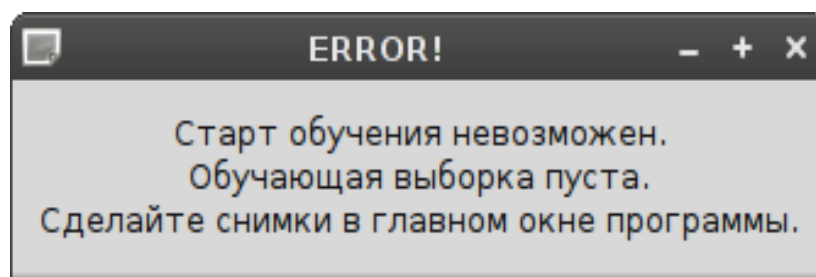 ERROR!
Старт обучения невозможен.
Обучающая выборка пуста.
Сделайте снимки в главном окне программы.